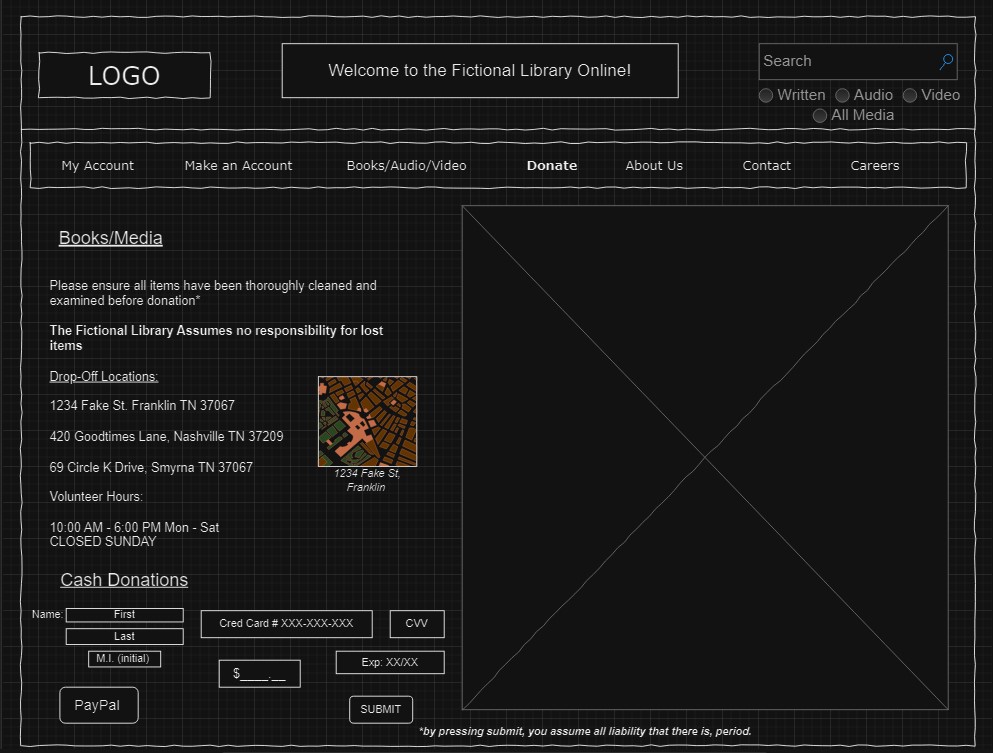 LOGO
Welcome to the Fictional Library Online!
Search
Written Audio Video
All Media
My Account Make an Account Books/Audio/Video Donate About Us Contact Careers
Books/Media
Please ensure all items have been thoroughly cleaned and
examined before donation*
The Fictional Library Assumes no responsibility for lost
items
Drop-Off Locations:
1234 Fake St. Franklin TN 37067
420 Goodtimes Lane, Nashville TN 37209
69 Circle K Drive, Smyrna TN 37067
1234 Fake St,
Franklin
Volunteer Hours:
10:00 AM - 6:00 PM Mon - Sat
CLOSED SUNDAY
Cash Donations
Name: First
Last
M.I. (initial)
Cred Card # XXX-XXX-XXX
CVV
$____.__
Exp: XX/XX
PayPal
SUBMIT
*by pressing submit, you assume all liability that there is, period.